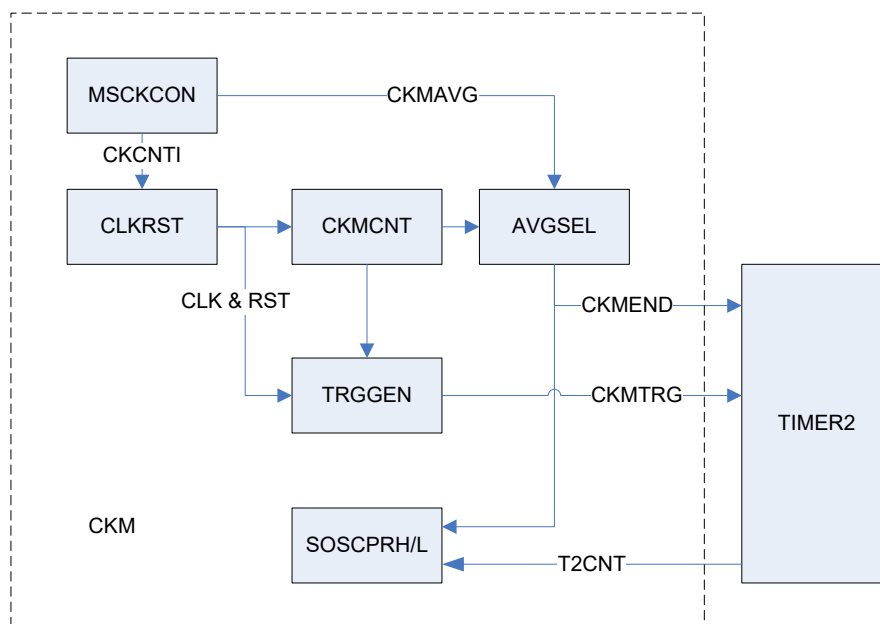 MSCKCON
CKMAVG
CKCNTI
CLKRST
CKMCNT
AVGSEL
CLK & RST
CKMEND
TRGGEN
CKMTRG
TIMER2
CKM
SOSCPRH/L
T2CNT